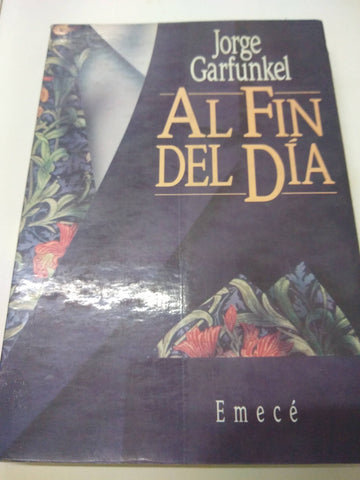 Jorge
Garfunkel
AL FIN
DEL DÍA
Emecé